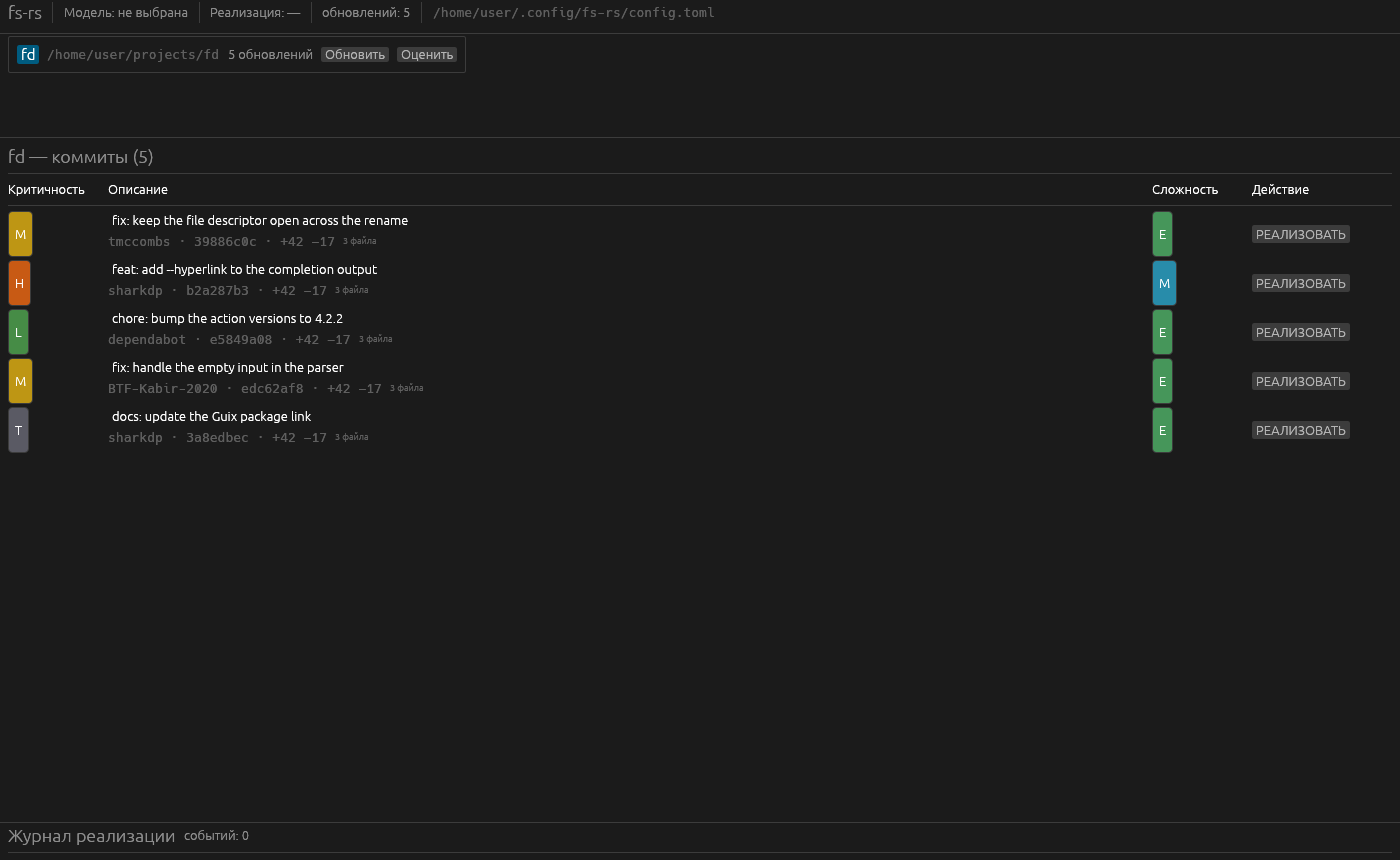 fs-rs Модель: не выбрана Реализация: — обновлений: 5 /home/user/.config/fs-rs/config.toml
fd /home/user/projects/fd 5 обновлений Обновить Оценить
fd — коммиты (5)
Критичность Описание Сложность Действие
fix: keep the file descriptor open across the rename
M E РЕАЛИЗОВАТЬ
tmccombs · 39886c0c · +42 −17 3 файла
feat: add --hyperlink to the completion output
H M РЕАЛИЗОВАТЬ
sharkdp · b2a287b3 · +42 −17 3 файла
chore: bump the action versions to 4.2.2
L E РЕАЛИЗОВАТЬ
dependabot · e5849a08 · +42 −17 3 файла
fix: handle the empty input in the parser
M E РЕАЛИЗОВАТЬ
BTF-Kabir-2020 · edc62af8 · +42 −17 3 файла
docs: update the Guix package link
T E РЕАЛИЗОВАТЬ
sharkdp · 3a8edbec · +42 −17 3 файла
Журнал реализации событий: 0